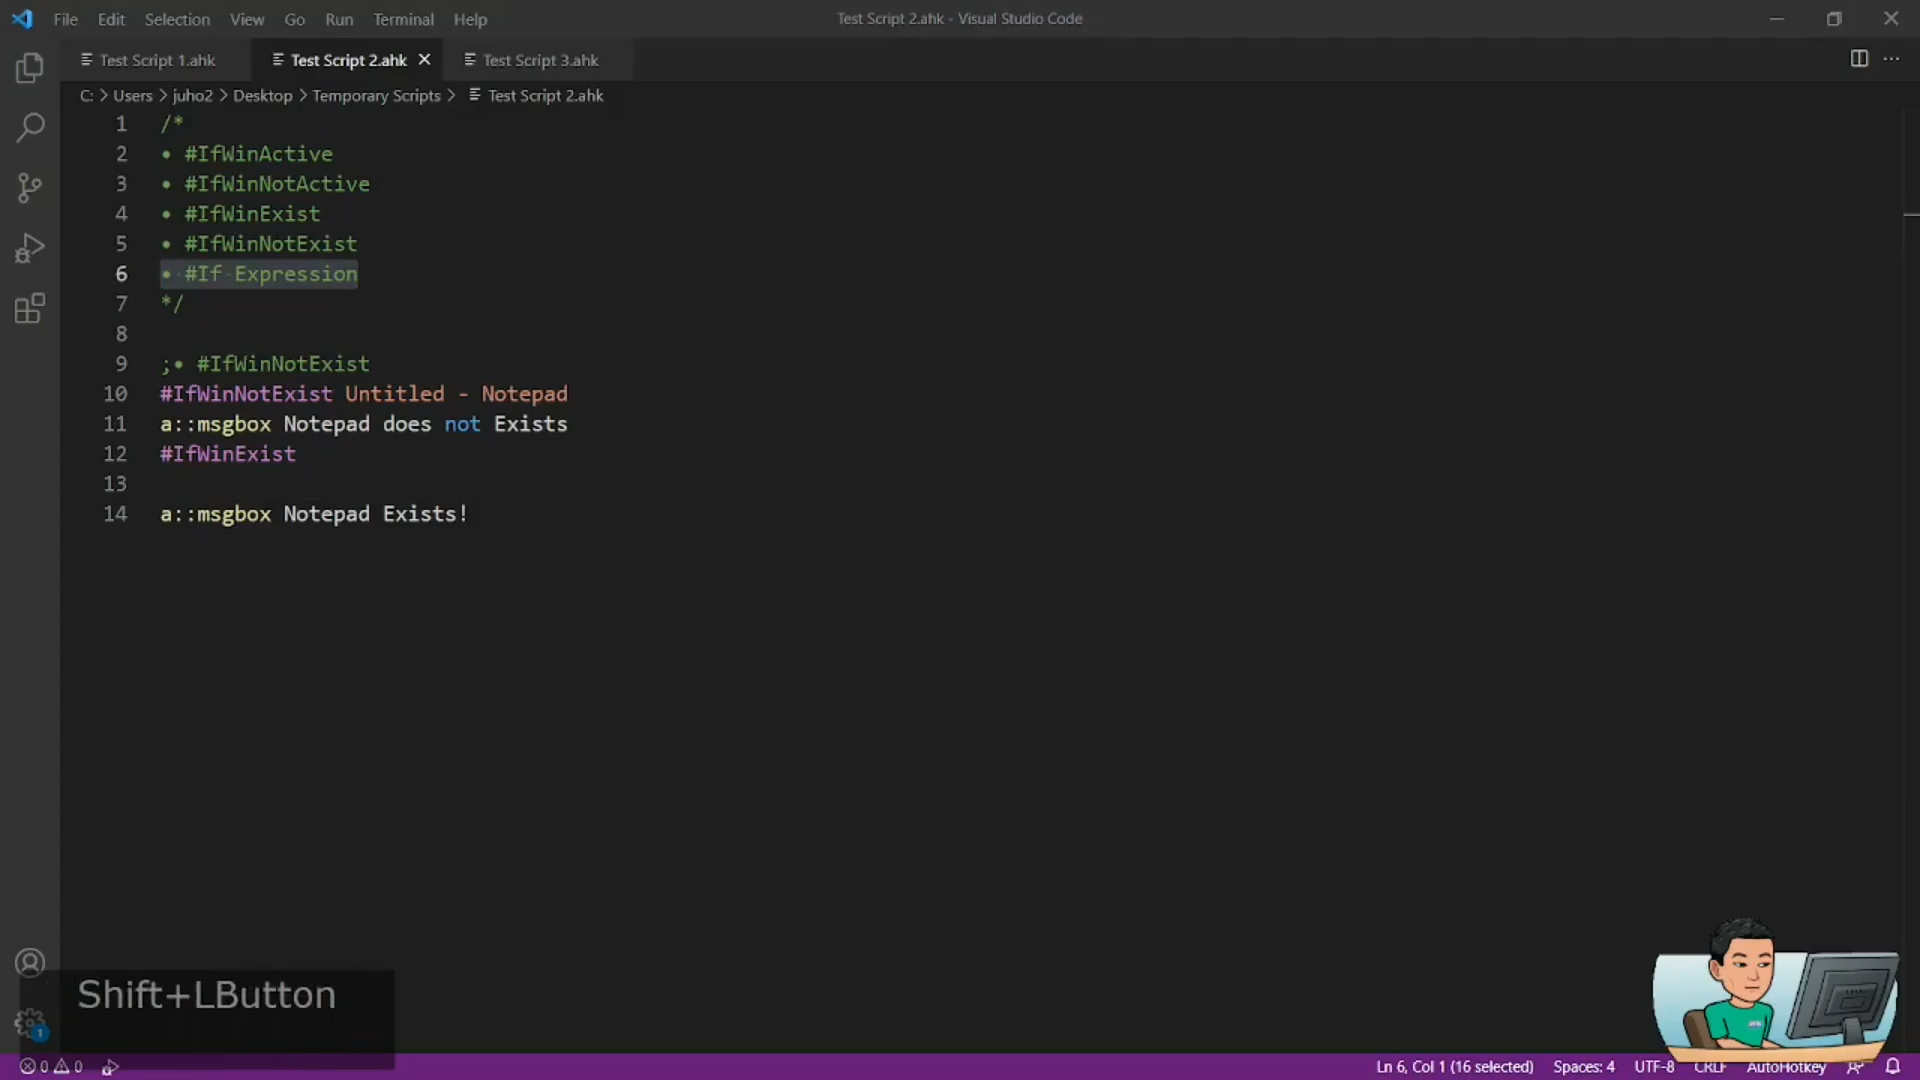 File Edit Selection View Go Run Terminal Help
Test Script 2.ahk - Visual Studio Code
Test Script 1.ahk
Test Script 2.ahk
Test Script 3.ahk
C: > Users > juho2 > Desktop > Temporary Scripts > Test Script 2.ahk
1 /*
2 • #IfWinActive
3 • #IfWinNotActive
4 • #IfWinExist
5 • #IfWinNotExist
6 • #If Expression
7 */
8
9 ;• #IfWinNotExist
10 #IfWinNotExist Untitled - Notepad
11 a::msgbox Notepad does not Exists
12 #IfWinExist
13
14 a::msgbox Notepad Exists!
Shift+LButton
1
0 0
Ln 6, Col 1 (16 selected) Spaces: 4 UTF-8 CRLF AutoHotkey